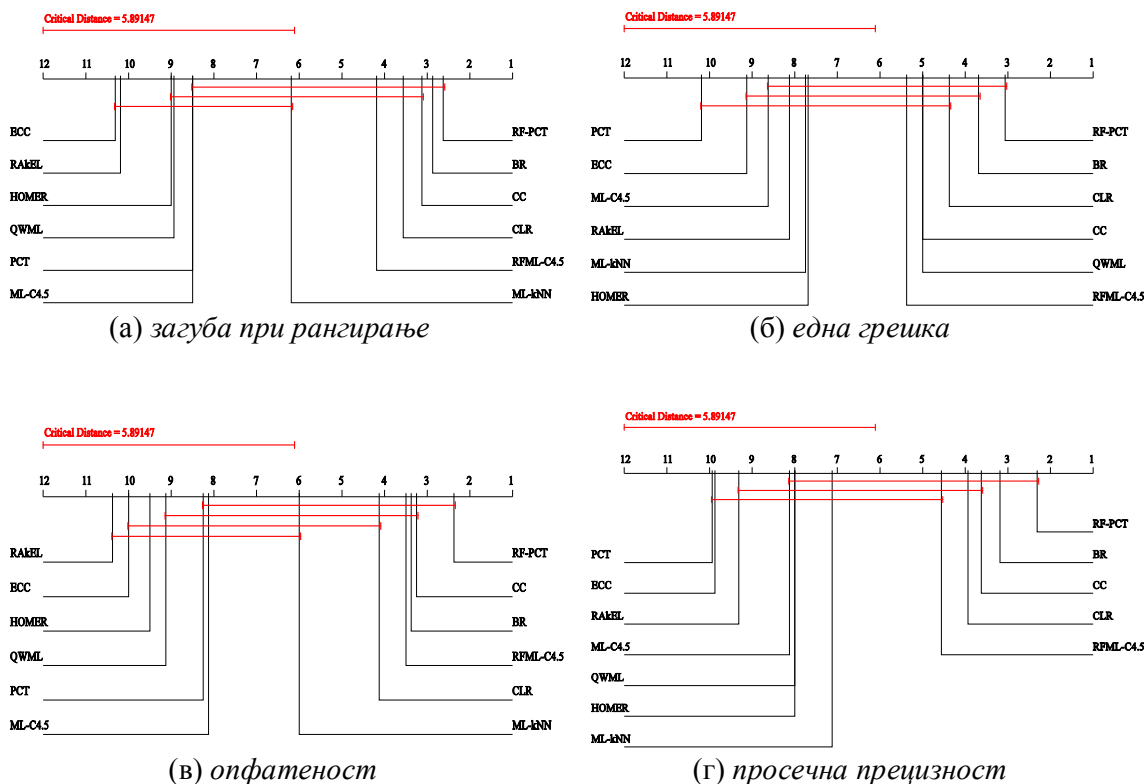 Critical Distance = 5.89147
12 11 10 9 8 7 6 5 4 3 2 1
ECC RF-PCT
RAkEL BR
HOMER CC
QWML CLR
PCT RFML-C4.5
ML-C4.5 ML-kNN
(а) загуба при рангирање
Critical Distance = 5.89147
12 11 10 9 8 7 6 5 4 3 2 1
PCT RF-PCT
ECC BR
ML-C4.5 CLR
RAkEL CC
ML-kNN QWML
HOMER RFML-C4.5
(б) една грешка
Critical Distance = 5.89147
12 11 10 9 8 7 6 5 4 3 2 1
RAkEL RF-PCT
ECC CC
HOMER BR
QWML RFML-C4.5
PCT CLR
ML-C4.5 ML-kNN
(в) опфатеност
Critical Distance = 5.89147
12 11 10 9 8 7 6 5 4 3 2 1
RF-PCT
PCT BR
ECC CC
RAkEL CLR
ML-C4.5 RFML-C4.5
QWML
HOMER
ML-kNN
(г) просечна прецизност